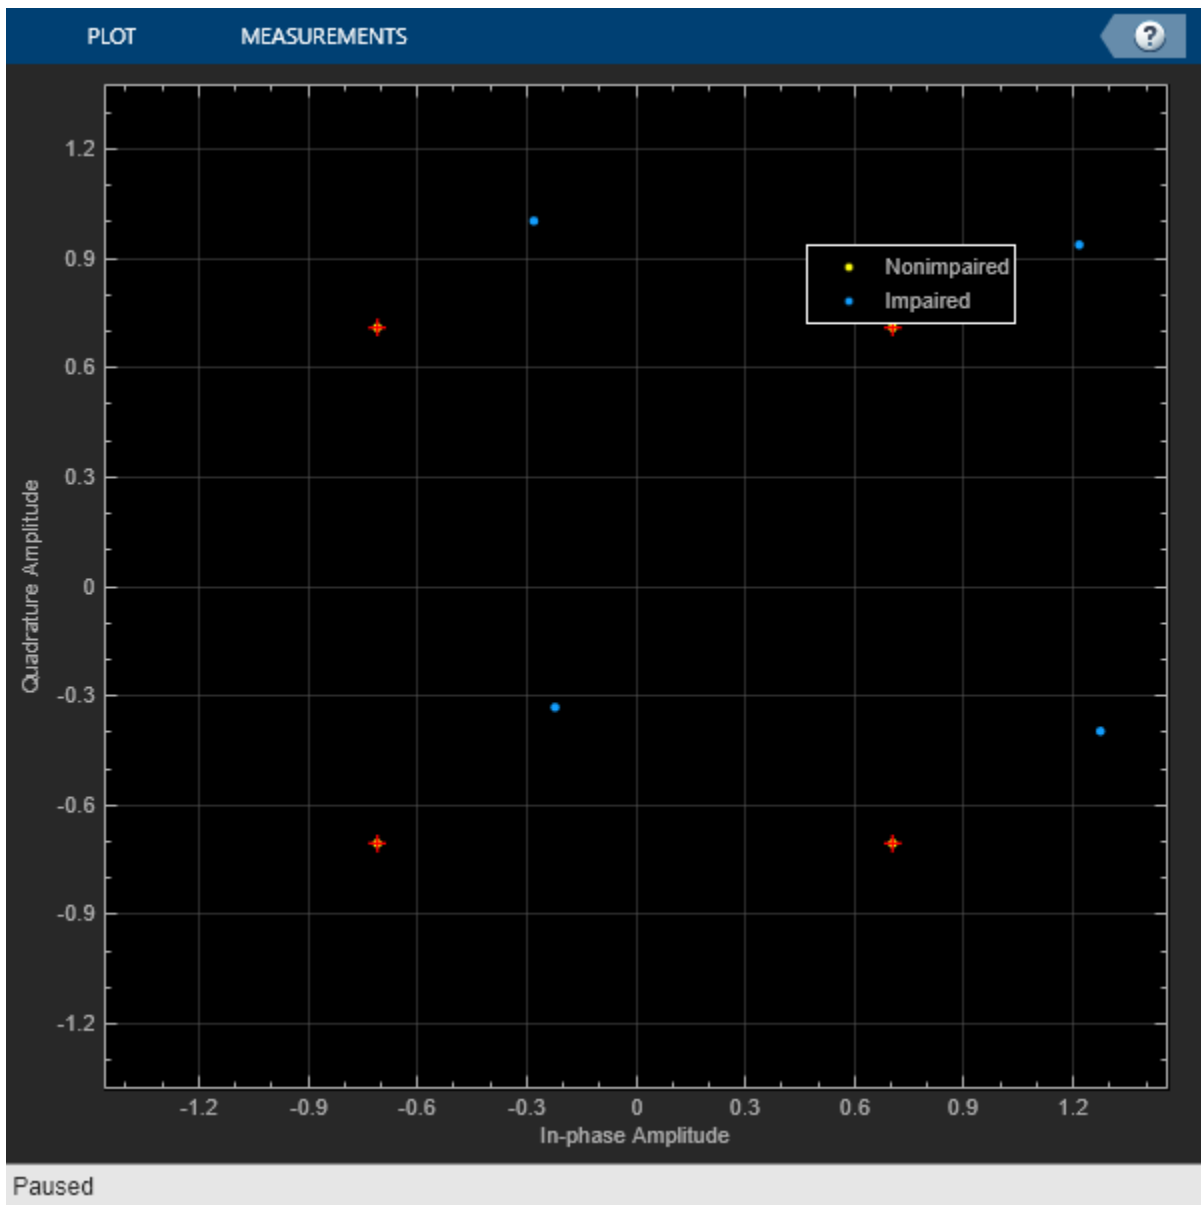 PLOT MEASUREMENTS ?
1.2
0.9
Nonimpaired
Impaired
0.6
0.3
0
-0.3
-0.6
-0.9
-1.2
Quadrature Amplitude
-1.2 -0.9 -0.6 -0.3 0 0.3 0.6 0.9 1.2
In-phase Amplitude
Paused